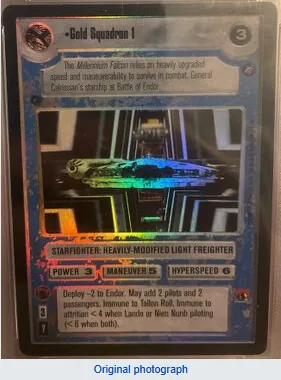 •Gold Squadron 1
3
The Millennium Falcon relies on heavily upgraded
speed and maneuverability to survive in combat. General
Calrissian's starship at Battle of Endor.
STARFIGHTER: HEAVILY-MODIFIED LIGHT FREIGHTER
POWER 3 MANEUVER 5 HYPERSPEED 6
Deploy -2 to Endor. May add 2 pilots and 2
passengers. Immune to Tallon Roll. Immune to
attrition < 4 when Lando or Nien Nunb piloting
(< 6 when both).
3
7
Original photograph